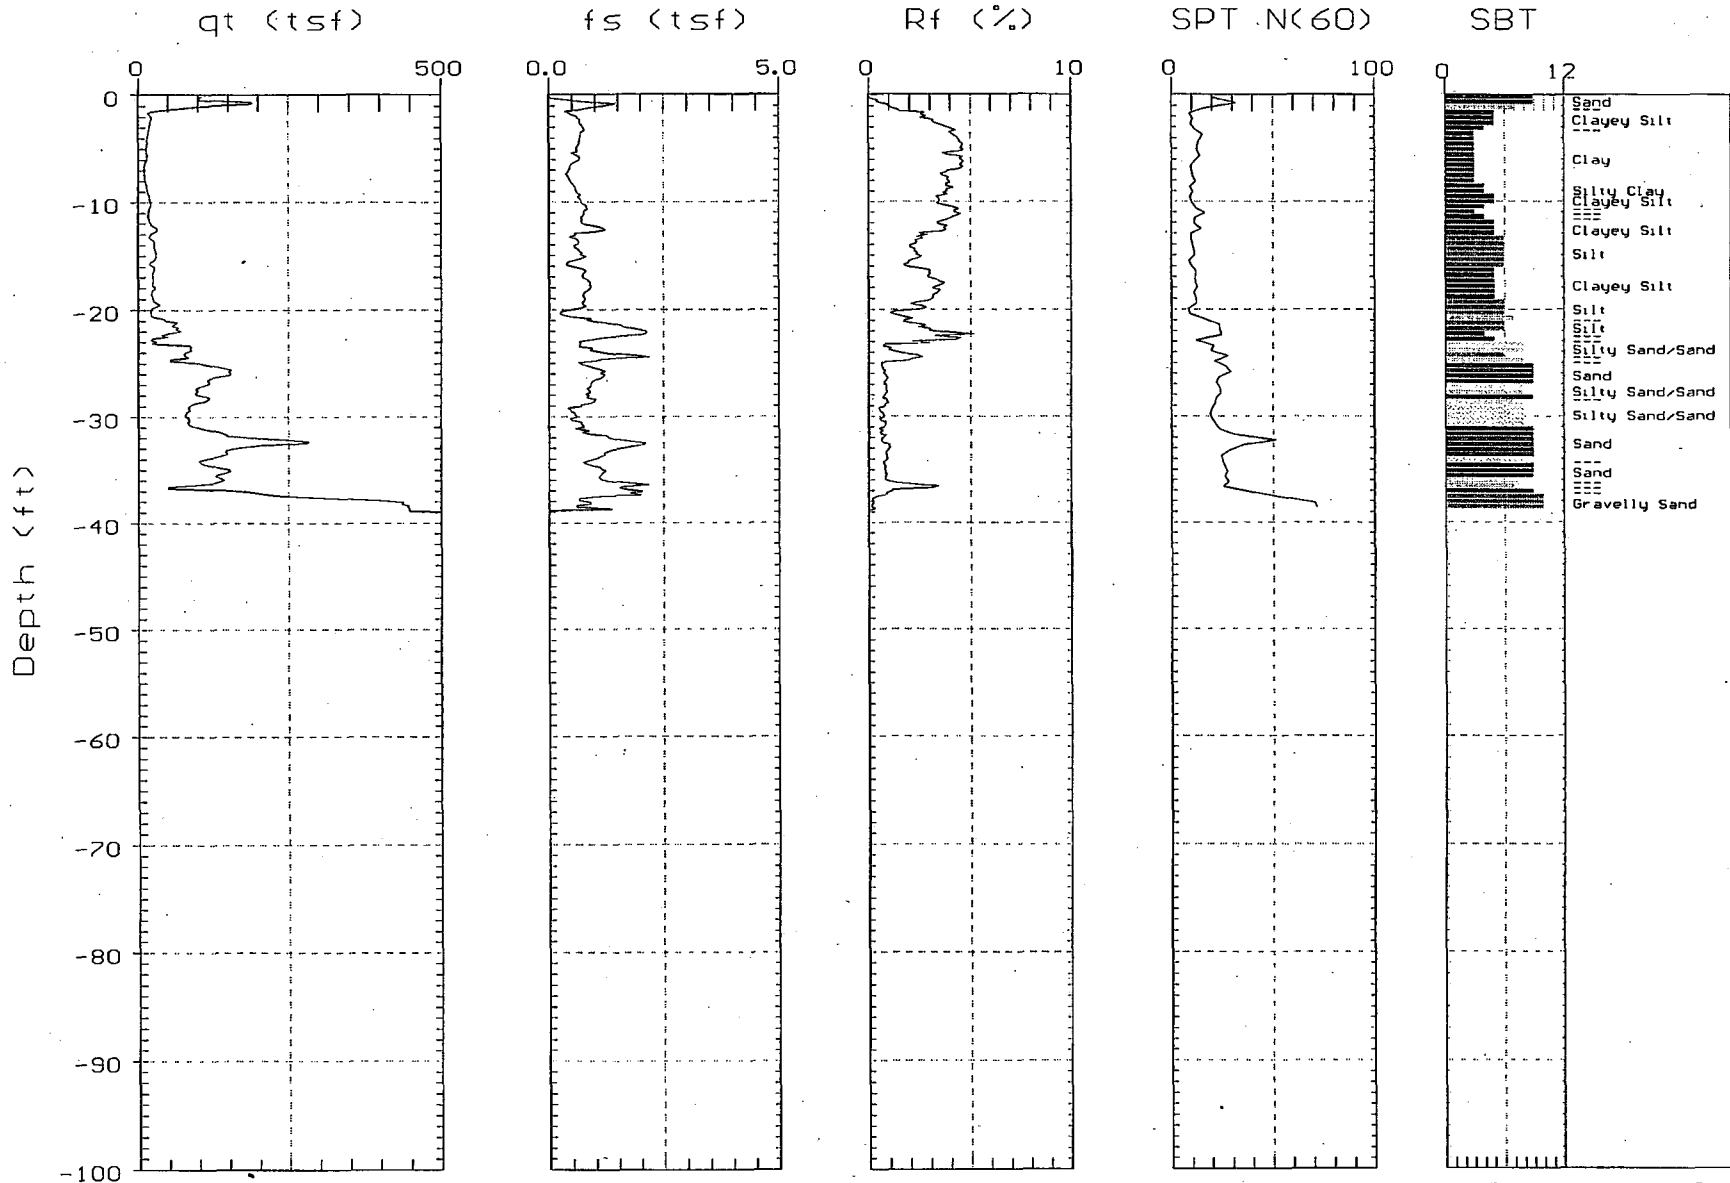 qt (tsf) fs (tsf) Rf (%) SPT N(60) SBT
0 500 0.0 5.0 0 10 0 100 0 12
0
-10
-20
-30
-40
-50
-60
-70
-80
-90
-100
Depth (ft)
Sand
Clayey Silt
Clay
Silty Clay
Clayey Silt
Clayey Silt
Silt
Clayey Silt
Silt
Silt
Silty Sand/Sand
Sand
Silty Sand/Sand
Silty Sand/Sand
Sand
Sand
Gravelly Sand